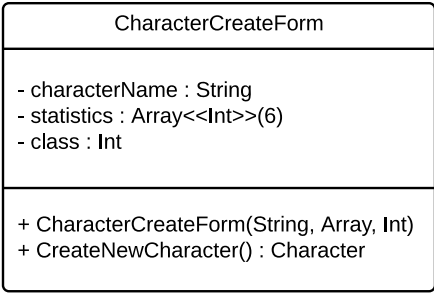 CharacterCreateForm
- characterName : String
- statistics : Array<<Int>>(6)
- class : Int
+ CharacterCreateForm(String, Array, Int)
+ CreateNewCharacter() : Character